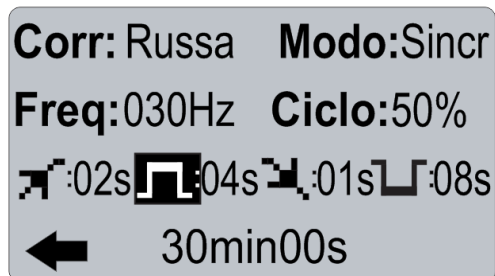 Corr: Russa Modo:Sincr
Freq:030Hz Ciclo:50%
:02s :04s :01s :08s
30min00s